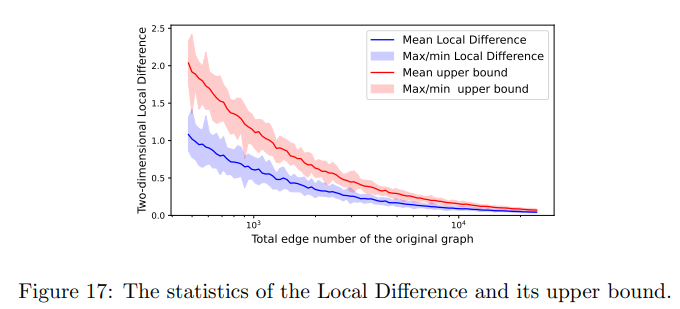 2.5
2.0
1.5
1.0
0.5
0.0
Two-dimensional Local Difference
Mean Local Difference
Max/min Local Difference
Mean upper bound
Max/min upper bound
10³
10⁴
Total edge number of the original graph
Figure 17: The statistics of the Local Difference and its upper bound.